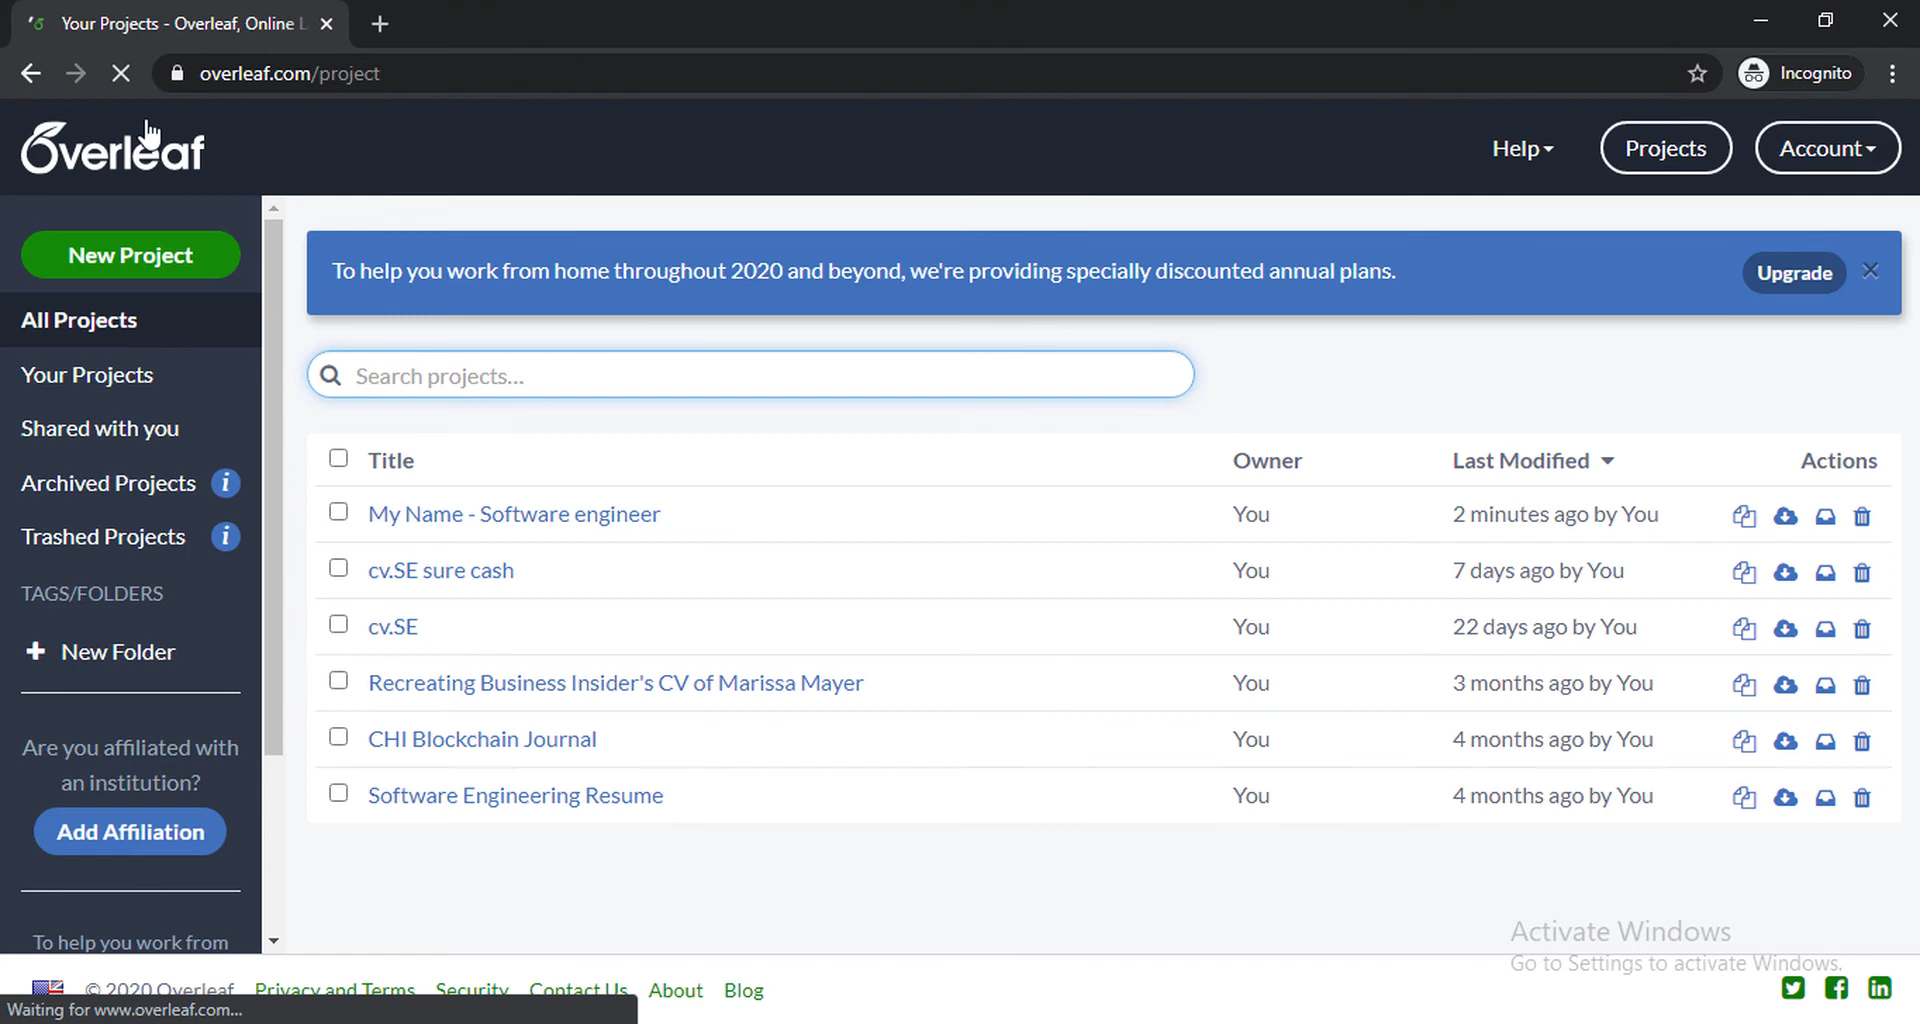 Your Projects - Overleaf, Online
overleaf.com/project
Incognito
Overleaf
Help
Projects
Account
New Project
All Projects
Your Projects
Shared with you
Archived Projects i
Trashed Projects i
TAGS/FOLDERS
+ New Folder
Are you affiliated with
an institution?
Add Affiliation
To help you work from
To help you work from home throughout 2020 and beyond, we're providing specially discounted annual plans.
Upgrade
Search projects...
Title Owner Last Modified Actions
My Name - Software engineer You 2 minutes ago by You
cv.SE sure cash You 7 days ago by You
cv.SE You 22 days ago by You
Recreating Business Insider's CV of Marissa Mayer You 3 months ago by You
CHI Blockchain Journal You 4 months ago by You
Software Engineering Resume You 4 months ago by You
Activate Windows
Go to Settings to activate Windows.
© 2020 Overleaf Privacy and Terms Security Contact Us About Blog
Waiting for www.overleaf.com...